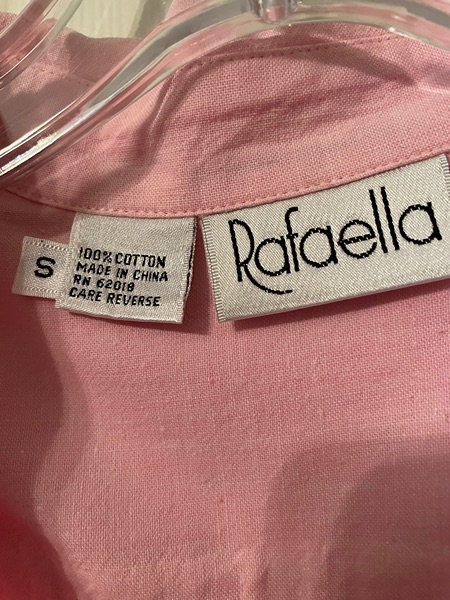 S
100% COTTON
MADE IN CHINA
RN 62018
CARE REVERSE
Rafaella